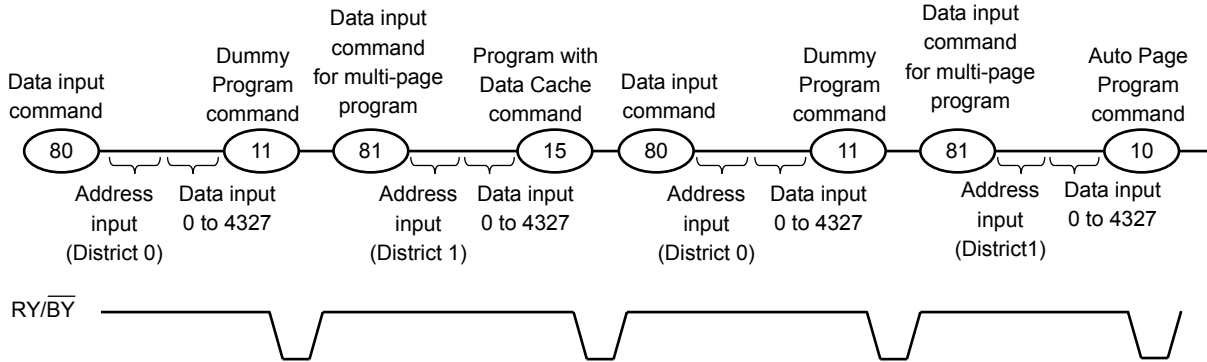 Data input
command
Dummy
Program
command
Data input
command
for multi-page
program
Program with
Data Cache
command
Data input
command
Dummy
Program
command
Data input
command
for multi-page
program
Auto Page
Program
command
80
11
81
15
80
11
81
10
Address
input
(District 0)
Data input
0 to 4327
Address
input
(District 1)
Data input
0 to 4327
Address
input
(District 0)
Data input
0 to 4327
Address
input
(District1)
Data input
0 to 4327
RY/B̅Y̅